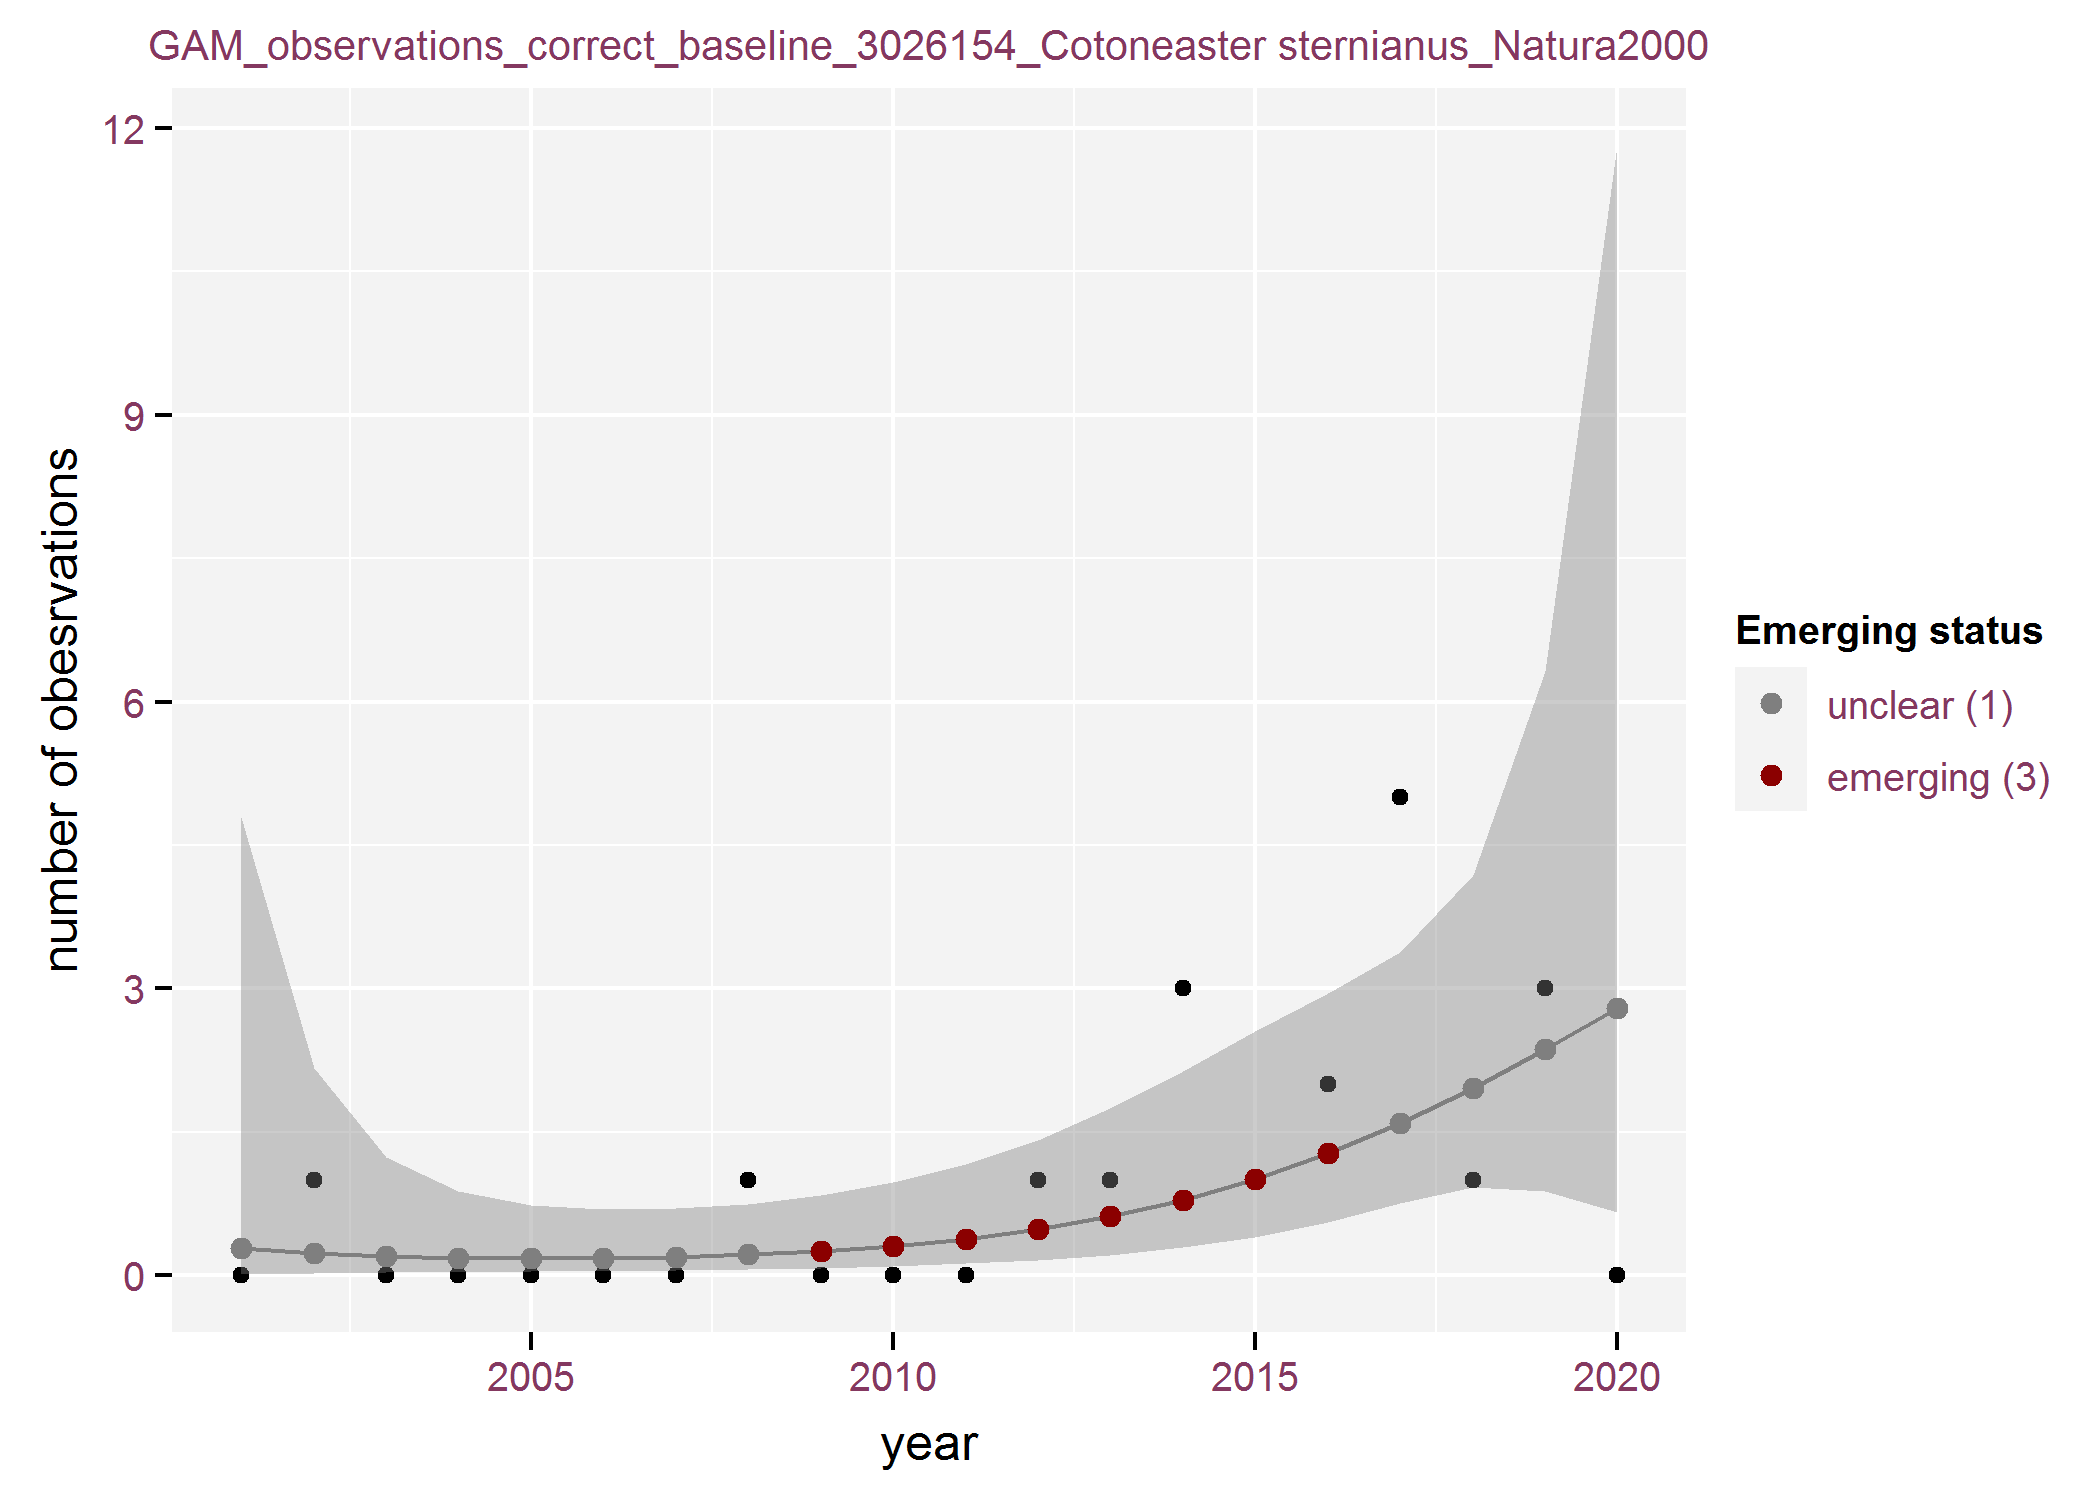 GAM_observations_correct_baseline_3026154_Cotoneaster sternianus_Natura2000
12
9
6
3
0
number of obesrvations
2005
2010
2015
2020
year
Emerging status
unclear (1)
emerging (3)